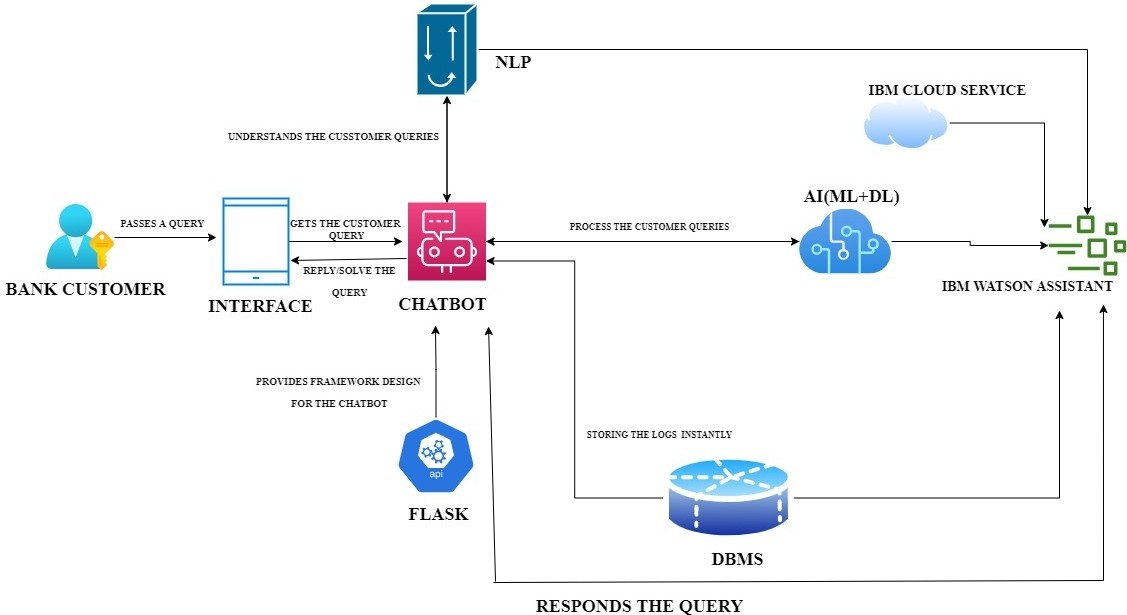 NLP
IBM CLOUD SERVICE
UNDERSTANDS THE CUSSTOMER QUERIES
AI(ML+DL)
PASSES A QUERY
GETS THE CUSTOMER
QUERY
PROCESS THE CUSTOMER QUERIES
REPLY/SOLVE THE
QUERY
BANK CUSTOMER
INTERFACE
CHATBOT
IBM WATSON ASSISTANT
PROVIDES FRAMEWORK DESIGN
FOR THE CHATBOT
STORING THE LOGS INSTANTLY
api
FLASK
DBMS
RESPONDS THE QUERY